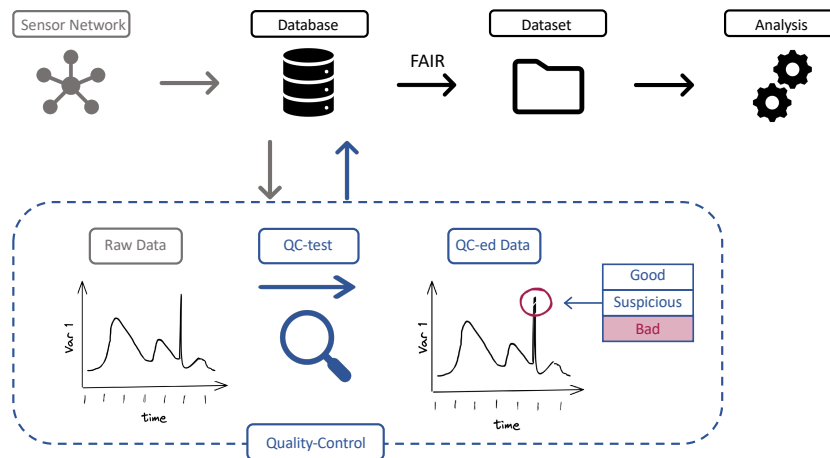 Sensor Network
Database
Dataset
Analysis
FAIR
Raw Data
QC-test
QC-ed Data
Good
Suspicious
Bad
Var 1
time
Var 1
time
Quality-Control